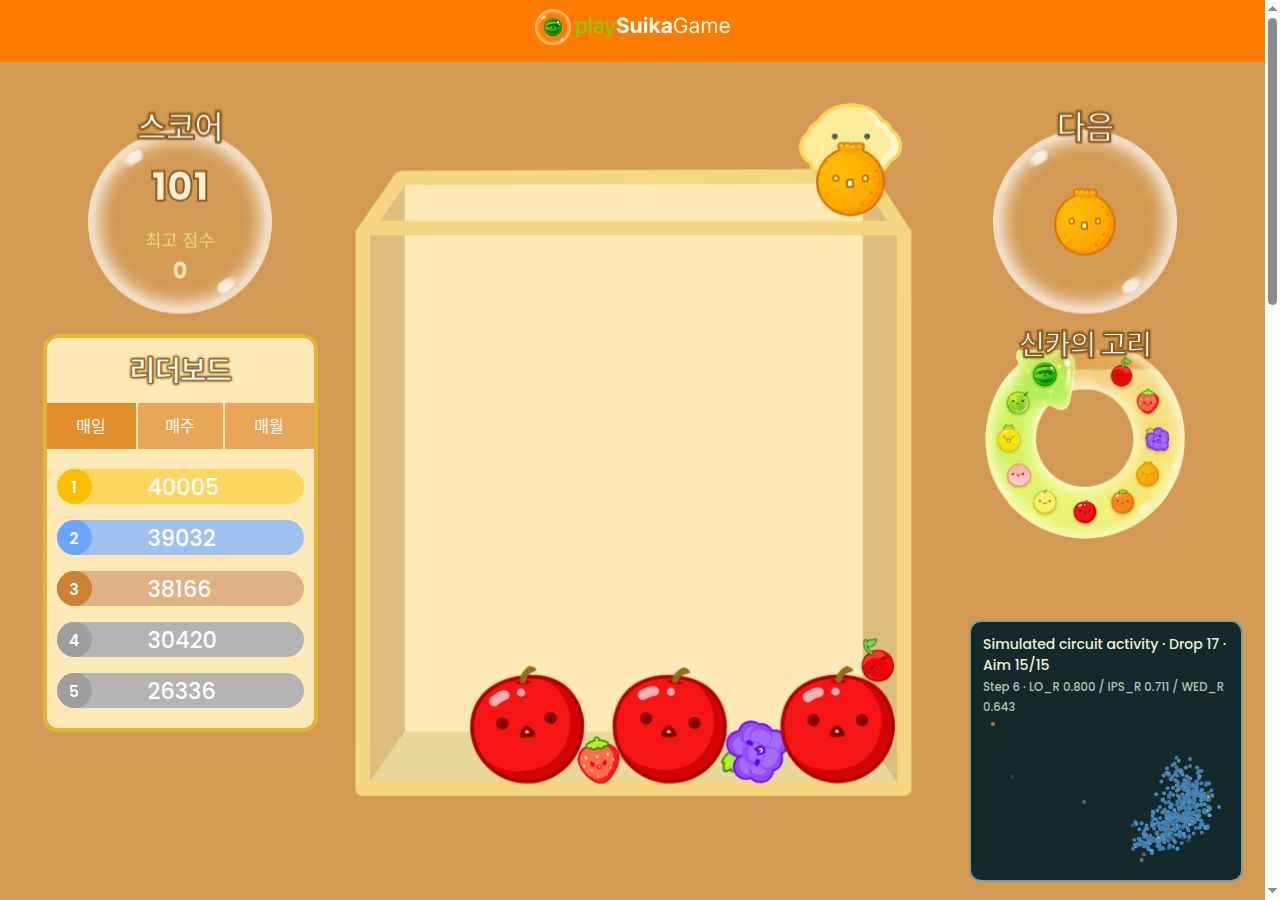 playSuikaGame
스코어
101
최고 점수
0
다음
리더보드
매일 매주 매월
1 40005
2 39032
3 38166
4 30420
5 26336
신카의 고리
Simulated circuit activity · Drop 17 ·
Aim 15/15
Step 6 · LO_R 0.800 / IPS_R 0.711 / WED_R
0.643